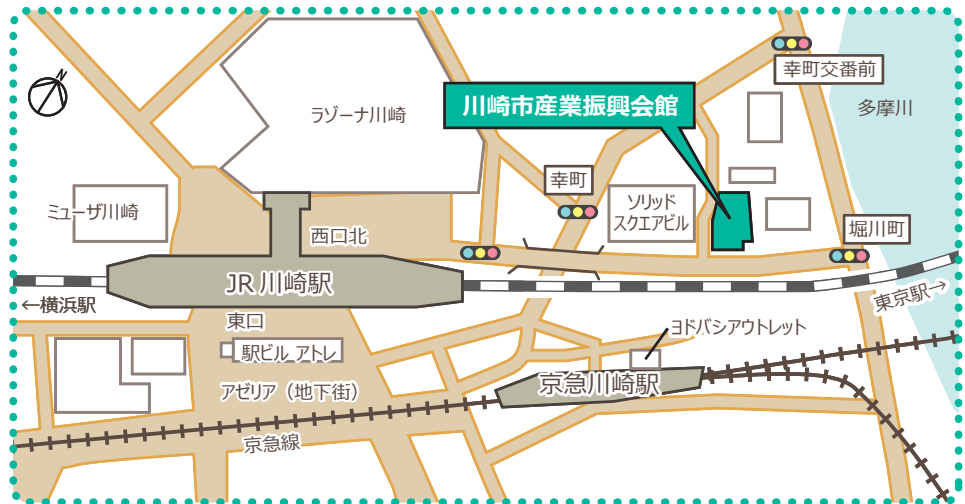 N
幸町交番前
川崎市産業振興会館
多摩川
ラゾーナ川崎
幸町
ソリッド
スクエアビル
ミューザ川崎
堀川町
西口北
JR 川崎駅
←横浜駅
東京駅→
東口
ヨドバシアウトレット
駅ビル アトレ
京急川崎駅
アゼリア（地下街）
京急線